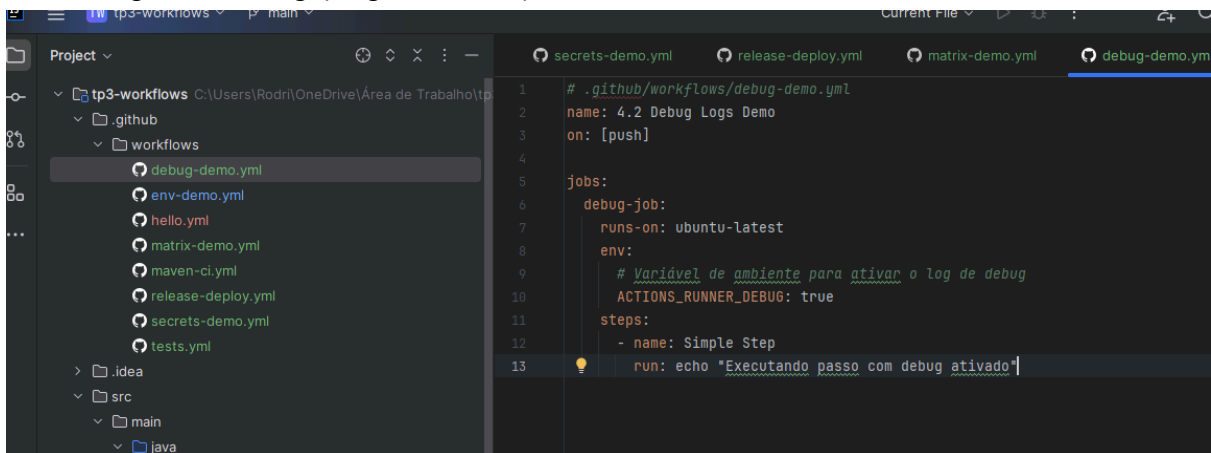 TW tp3-workflows main
Current File
Project
tp3-workflows C:\Users\Rodri\OneDrive\Área de Trabalho\tp
.github
workflows
debug-demo.yml
env-demo.yml
hello.yml
matrix-demo.yml
maven-ci.yml
release-deploy.yml
secrets-demo.yml
tests.yml
.idea
src
main
java
secrets-demo.yml release-deploy.yml matrix-demo.yml debug-demo.ym
1 # .github/workflows/debug-demo.yml
2 name: 4.2 Debug Logs Demo
3 on: [push]
4
5 jobs:
6 debug-job:
7 runs-on: ubuntu-latest
8 env:
9 # Variável de ambiente para ativar o log de debug
10 ACTIONS_RUNNER_DEBUG: true
11 steps:
12 - name: Simple Step
13 run: echo "Executando passo com debug ativado"